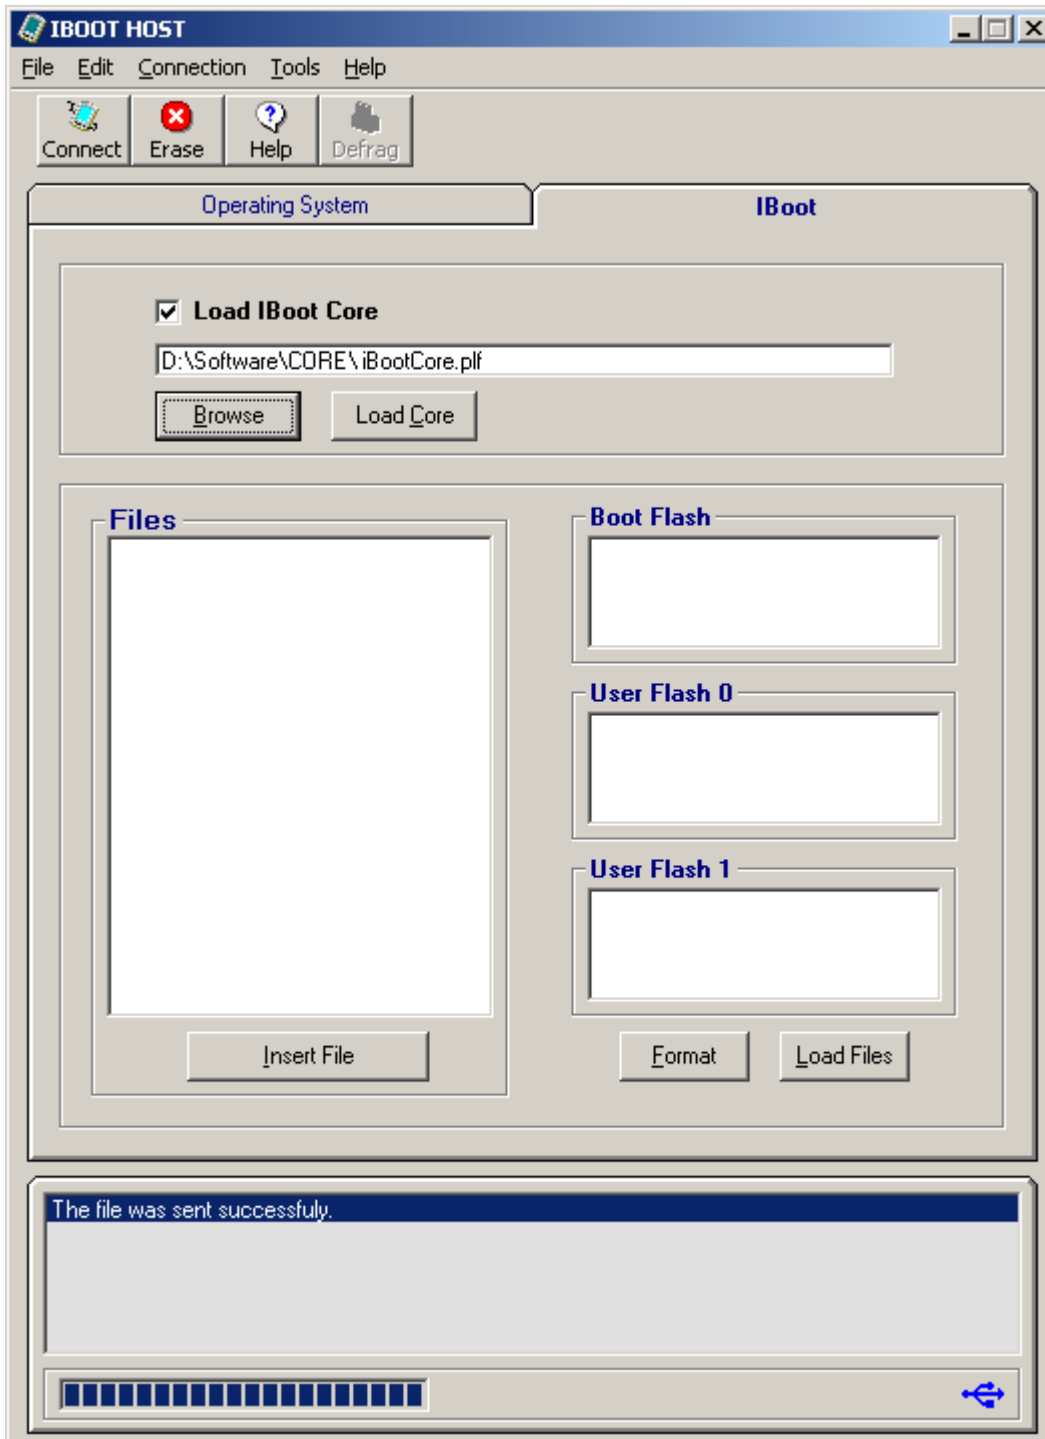 IBOOT HOST
File Edit Connection Tools Help
Connect Erase Help Defrag
Operating System IBoot
Load IBoot Core
D:\Software\CORE\iBootCore.plf
Browse Load Core
Files Boot Flash
User Flash 0
User Flash 1
Insert File Format Load Files
The file was sent successfuly.